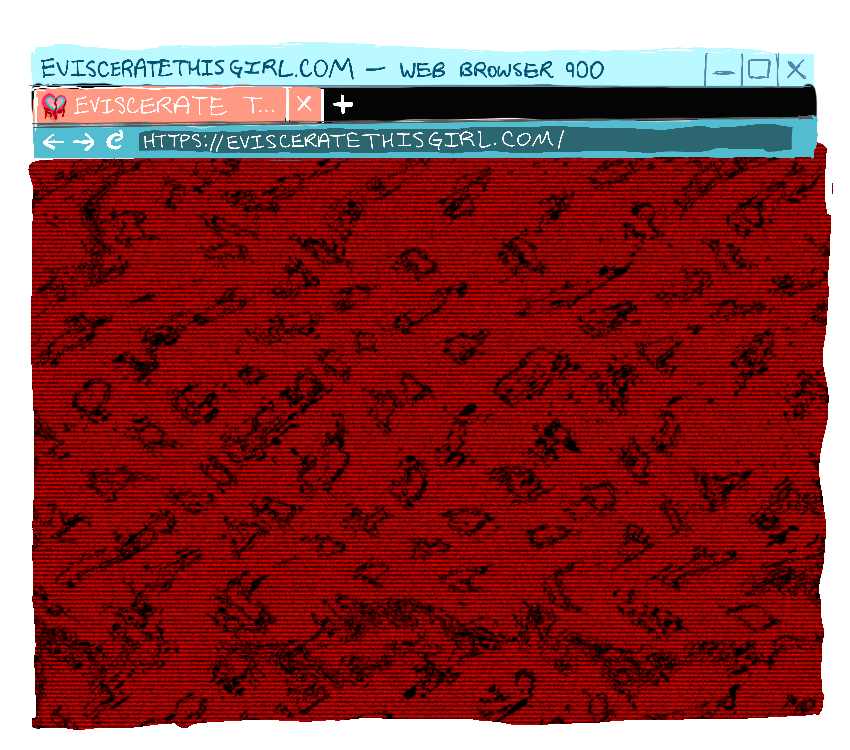 EVISCERATETHISGIRL.COM — WEB BROWSER 900
EVISCERATE T...
HTTPS://EVISCERATETHISGIRL.COM/